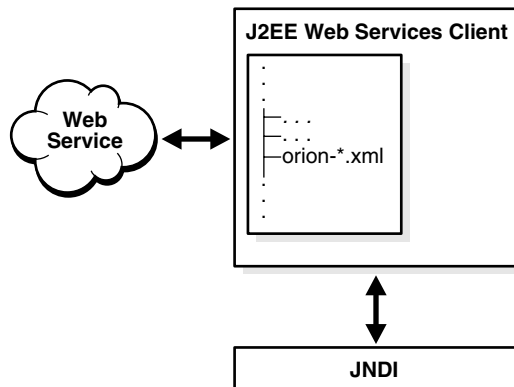 J2EE Web Services Client
.
.
.
. . .
. . .
orion-*.xml
.
.
.
Web
Service
JNDI